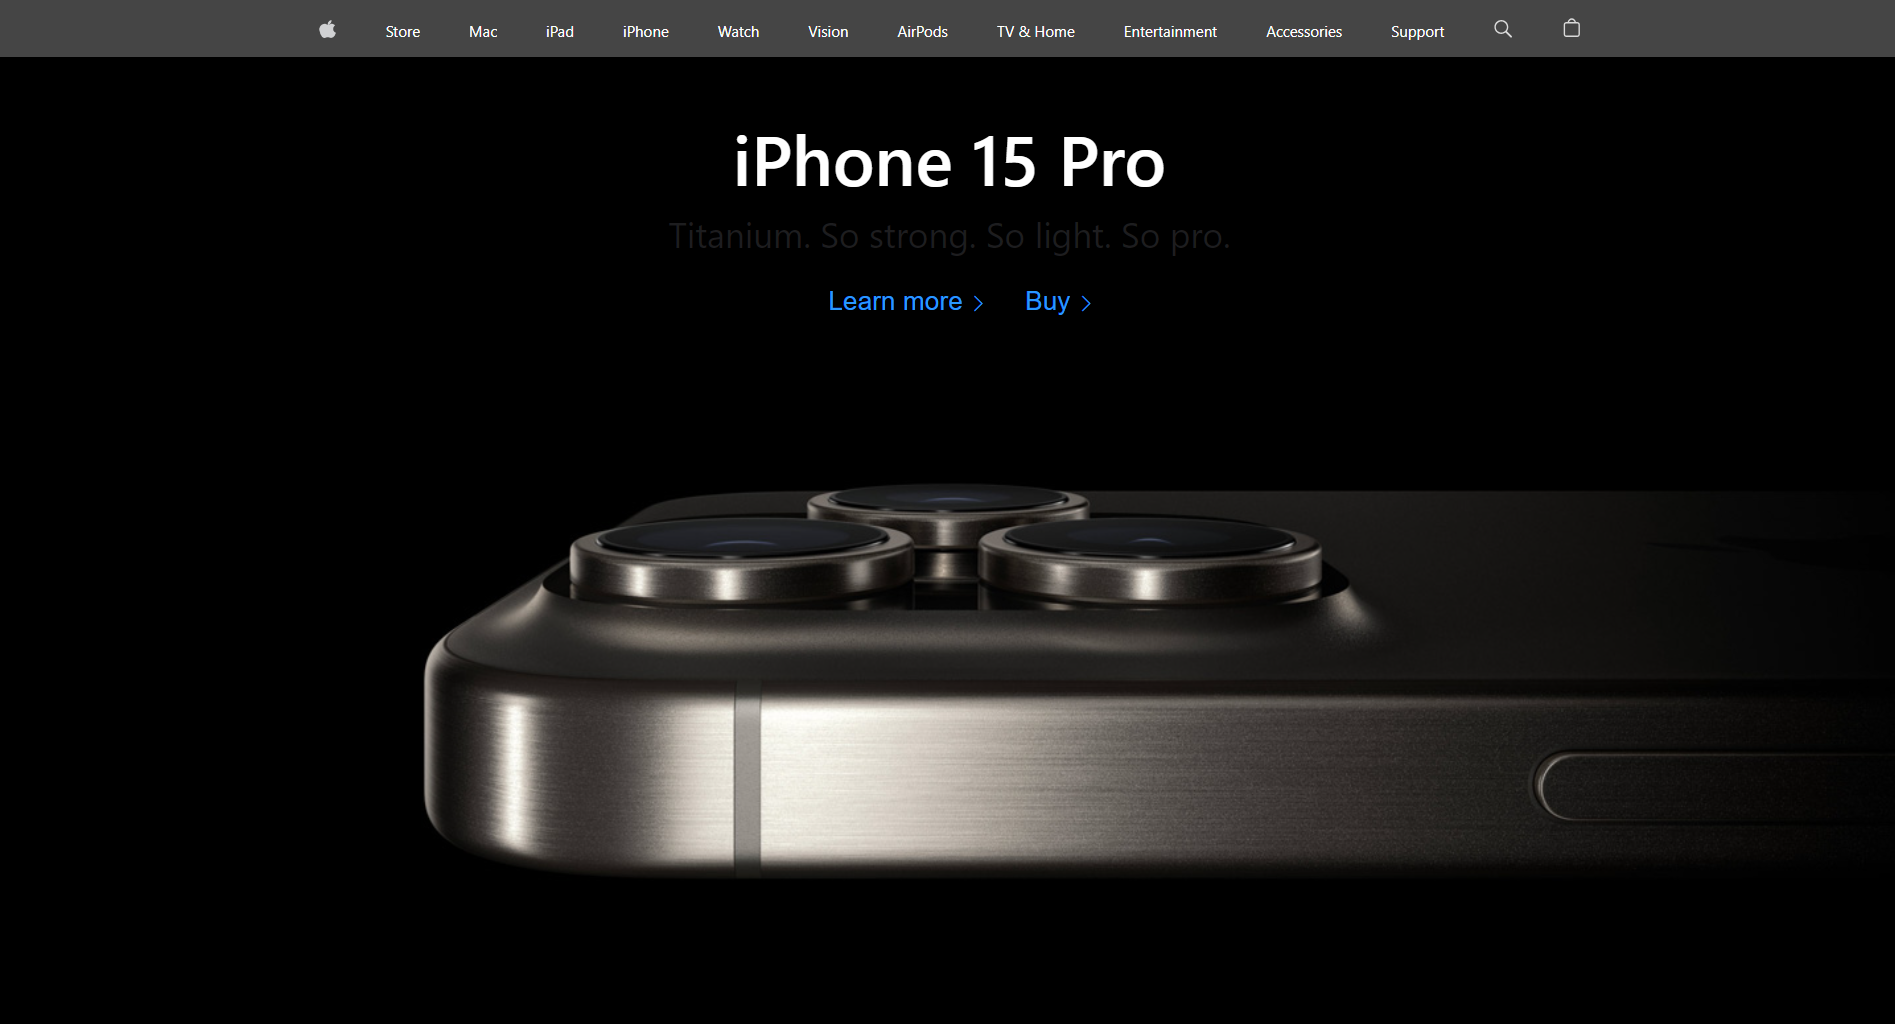 Store Mac iPad iPhone Watch Vision AirPods TV & Home Entertainment Accessories Support
iPhone 15 Pro
Titanium. So strong. So light. So pro.
Learn more > Buy >